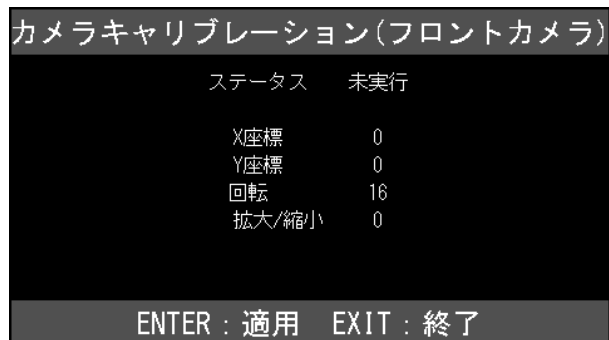 カメラキャリブレーション(フロントカメラ)
ステータス 未実行
X座標 0
Y座標 0
回転 16
拡大/縮小 0
ENTER：適用 EXIT：終了